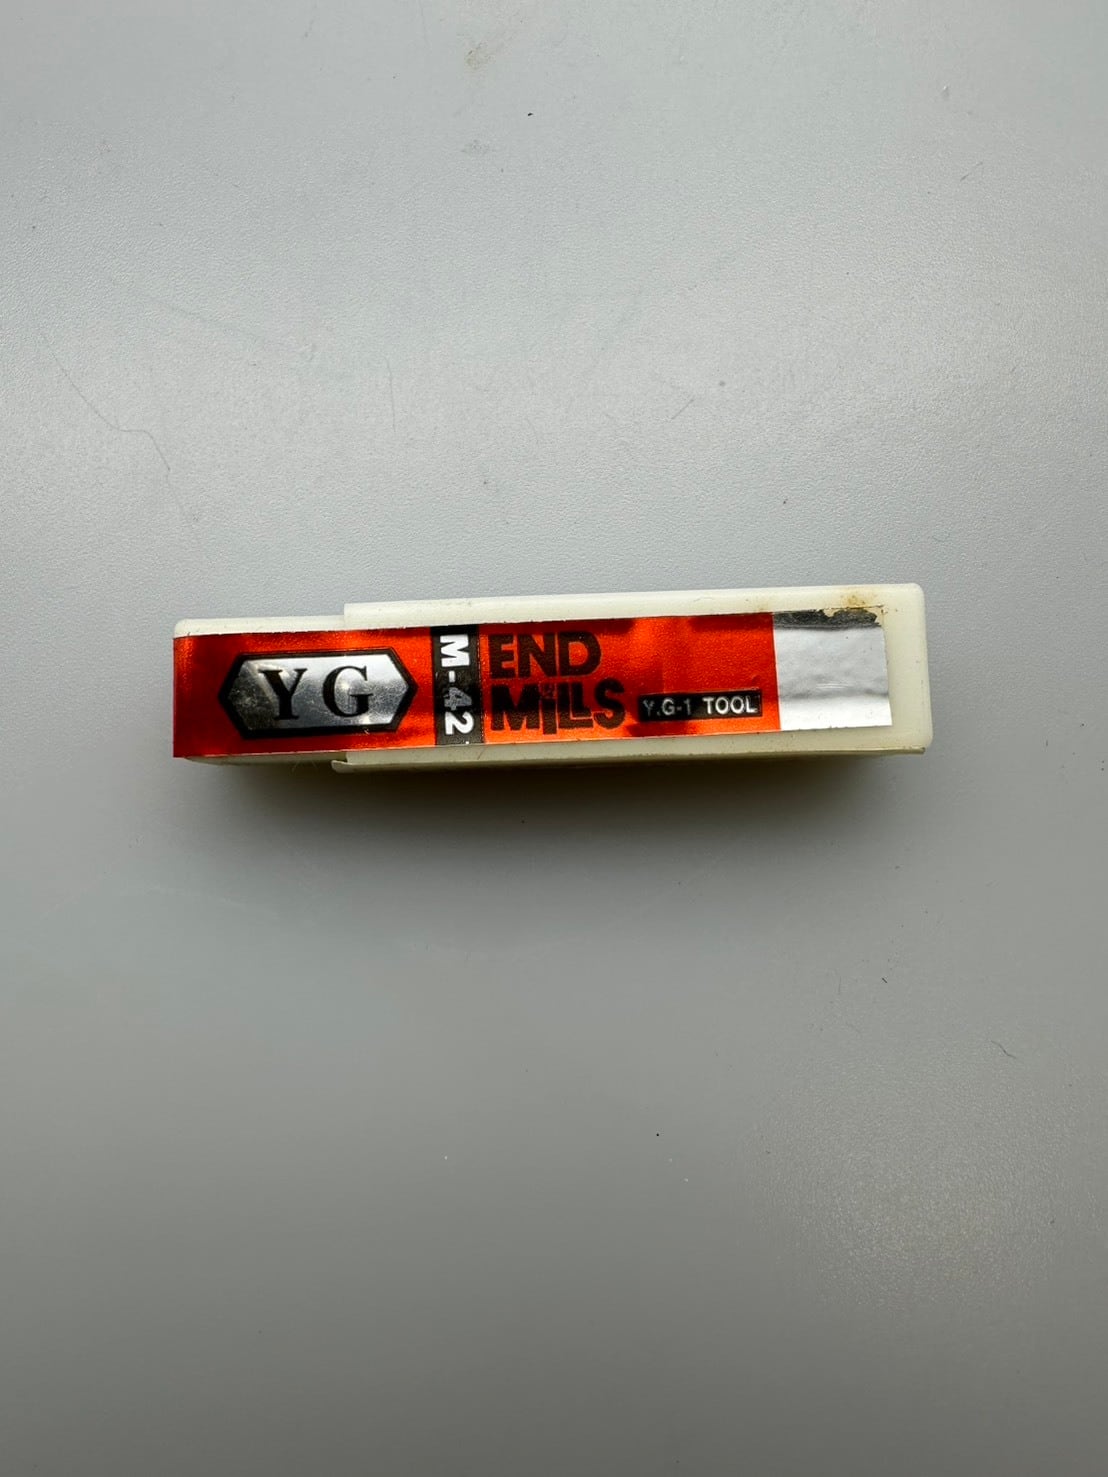 YG
M-42
END
MiLLS
Y.G-1 TOOL